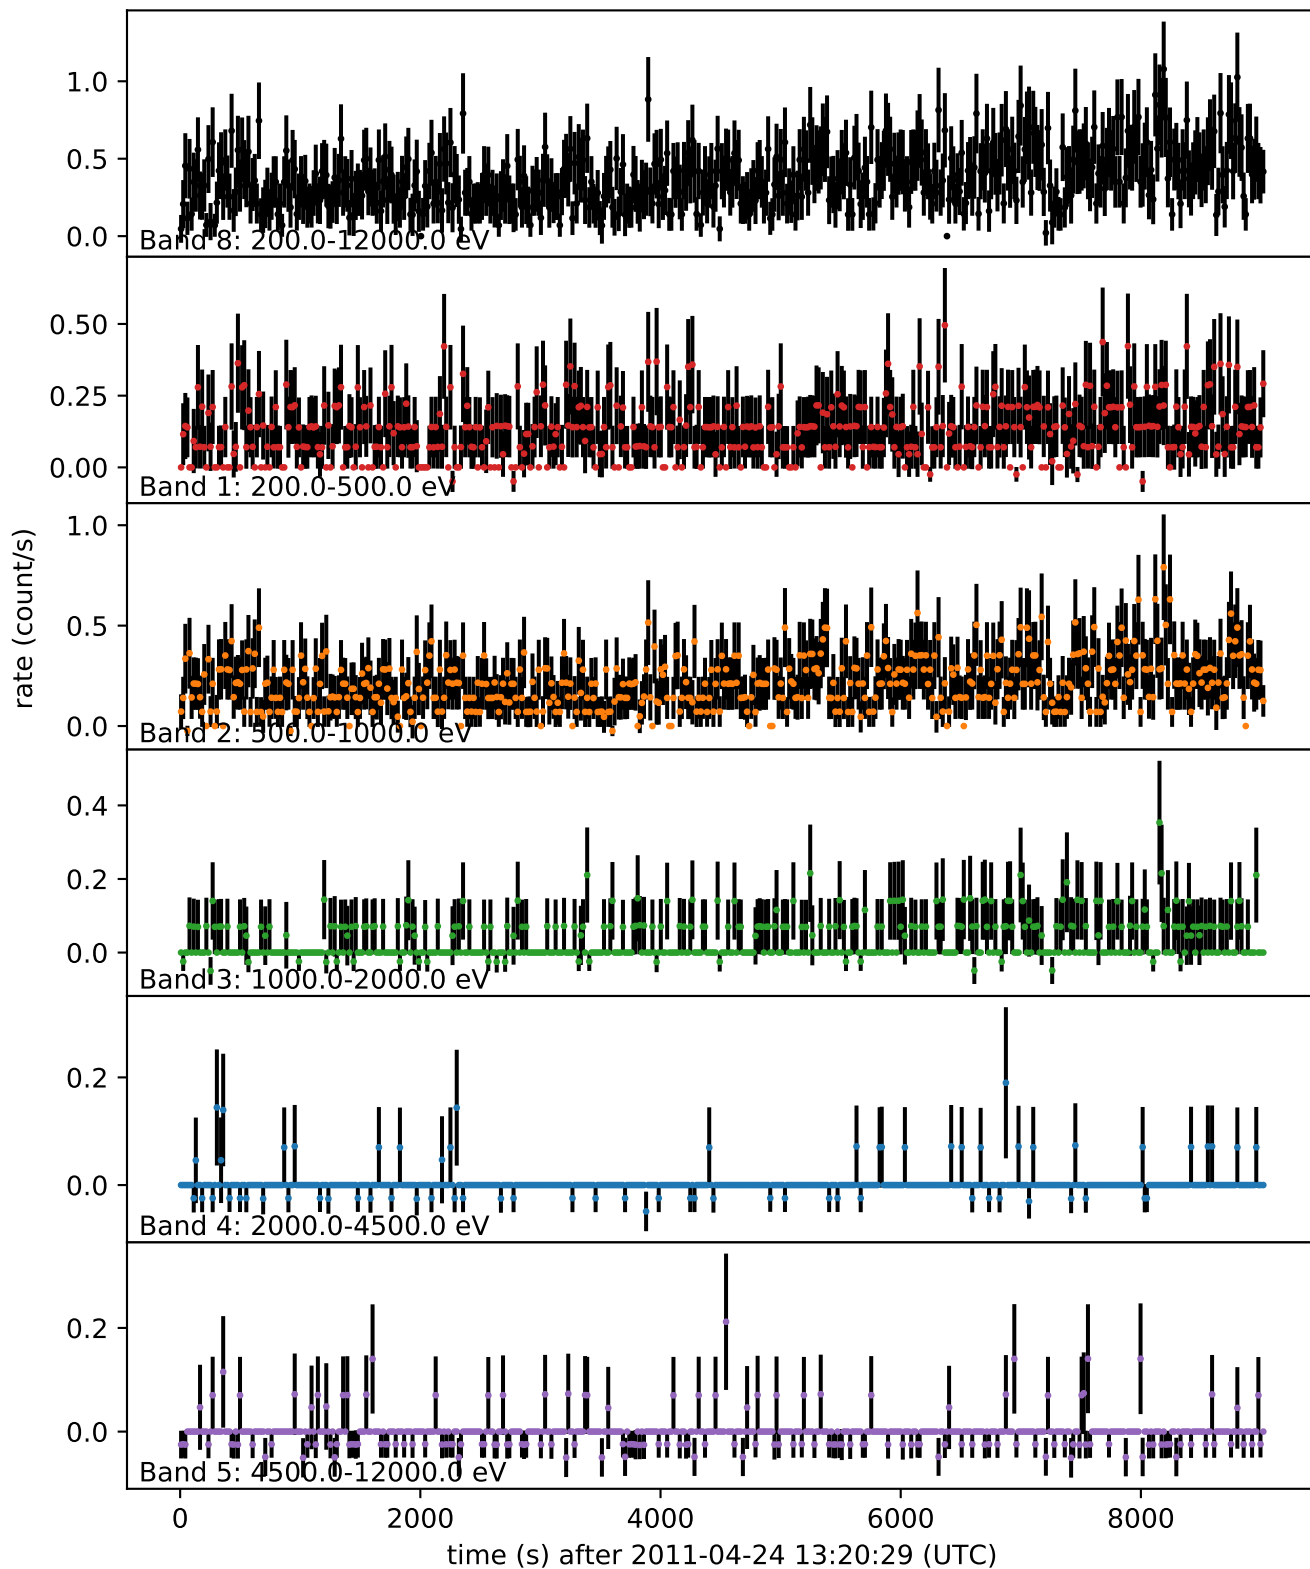 1.0
0.5
0.0
Band 8: 200.0-12000.0 eV
0.50
0.25
0.00
Band 1: 200.0-500.0 eV
1.0
0.5
0.0
Band 2: 500.0-1000.0 eV
rate (count/s)
0.4
0.2
0.0
Band 3: 1000.0-2000.0 eV
0.2
0.0
Band 4: 2000.0-4500.0 eV
0.2
0.0
Band 5: 4500.0-12000.0 eV
0 2000 4000 6000 8000
time (s) after 2011-04-24 13:20:29 (UTC)